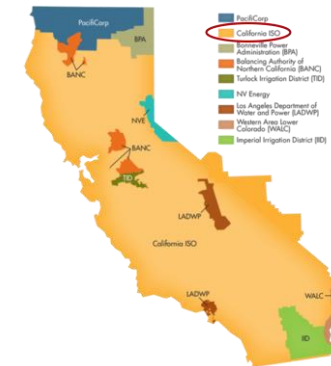 PacifiCorp
BPA
BANC
NVE
BANC
TID
LADWP
California ISO
LADWP
WALC
IID
PacifiCorp
California ISO
Bonneville Power
Administration (BPA)
Balancing Authority of
Northern California (BANC)
Turlock Irrigation District (TID)
NV Energy
Los Angeles Department of
Water and Power (LADWP)
Western Area Lower
Colorado (WALC)
Imperial Irrigation District (IID)